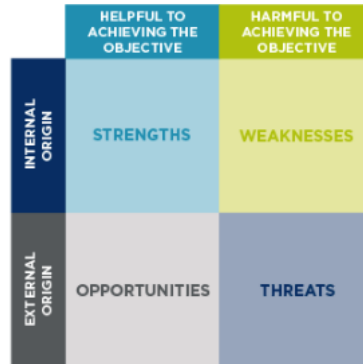 HELPFUL TO
ACHIEVING THE
OBJECTIVE
HARMFUL TO
ACHIEVING THE
OBJECTIVE
INTERNAL
ORIGIN
STRENGTHS
WEAKNESSES
EXTERNAL
ORIGIN
OPPORTUNITIES
THREATS